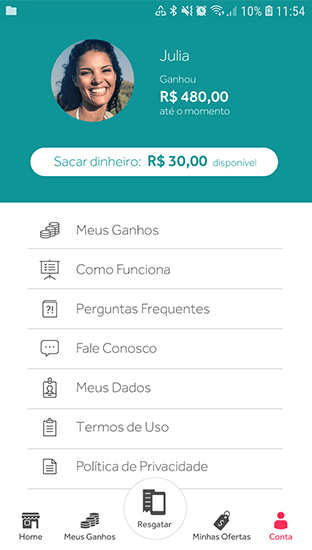 10% 11:54
Julia
Ganhou
R$ 480,00
até o momento
Sacar dinheiro: R$ 30,00 disponível
Meus Ganhos
Como Funciona
?!
Perguntas Frequentes
Fale Conosco
Meus Dados
Termos de Uso
Política de Privacidade
Home
Meus Ganhos
Resgatar
$
Minhas Ofertas
Conta